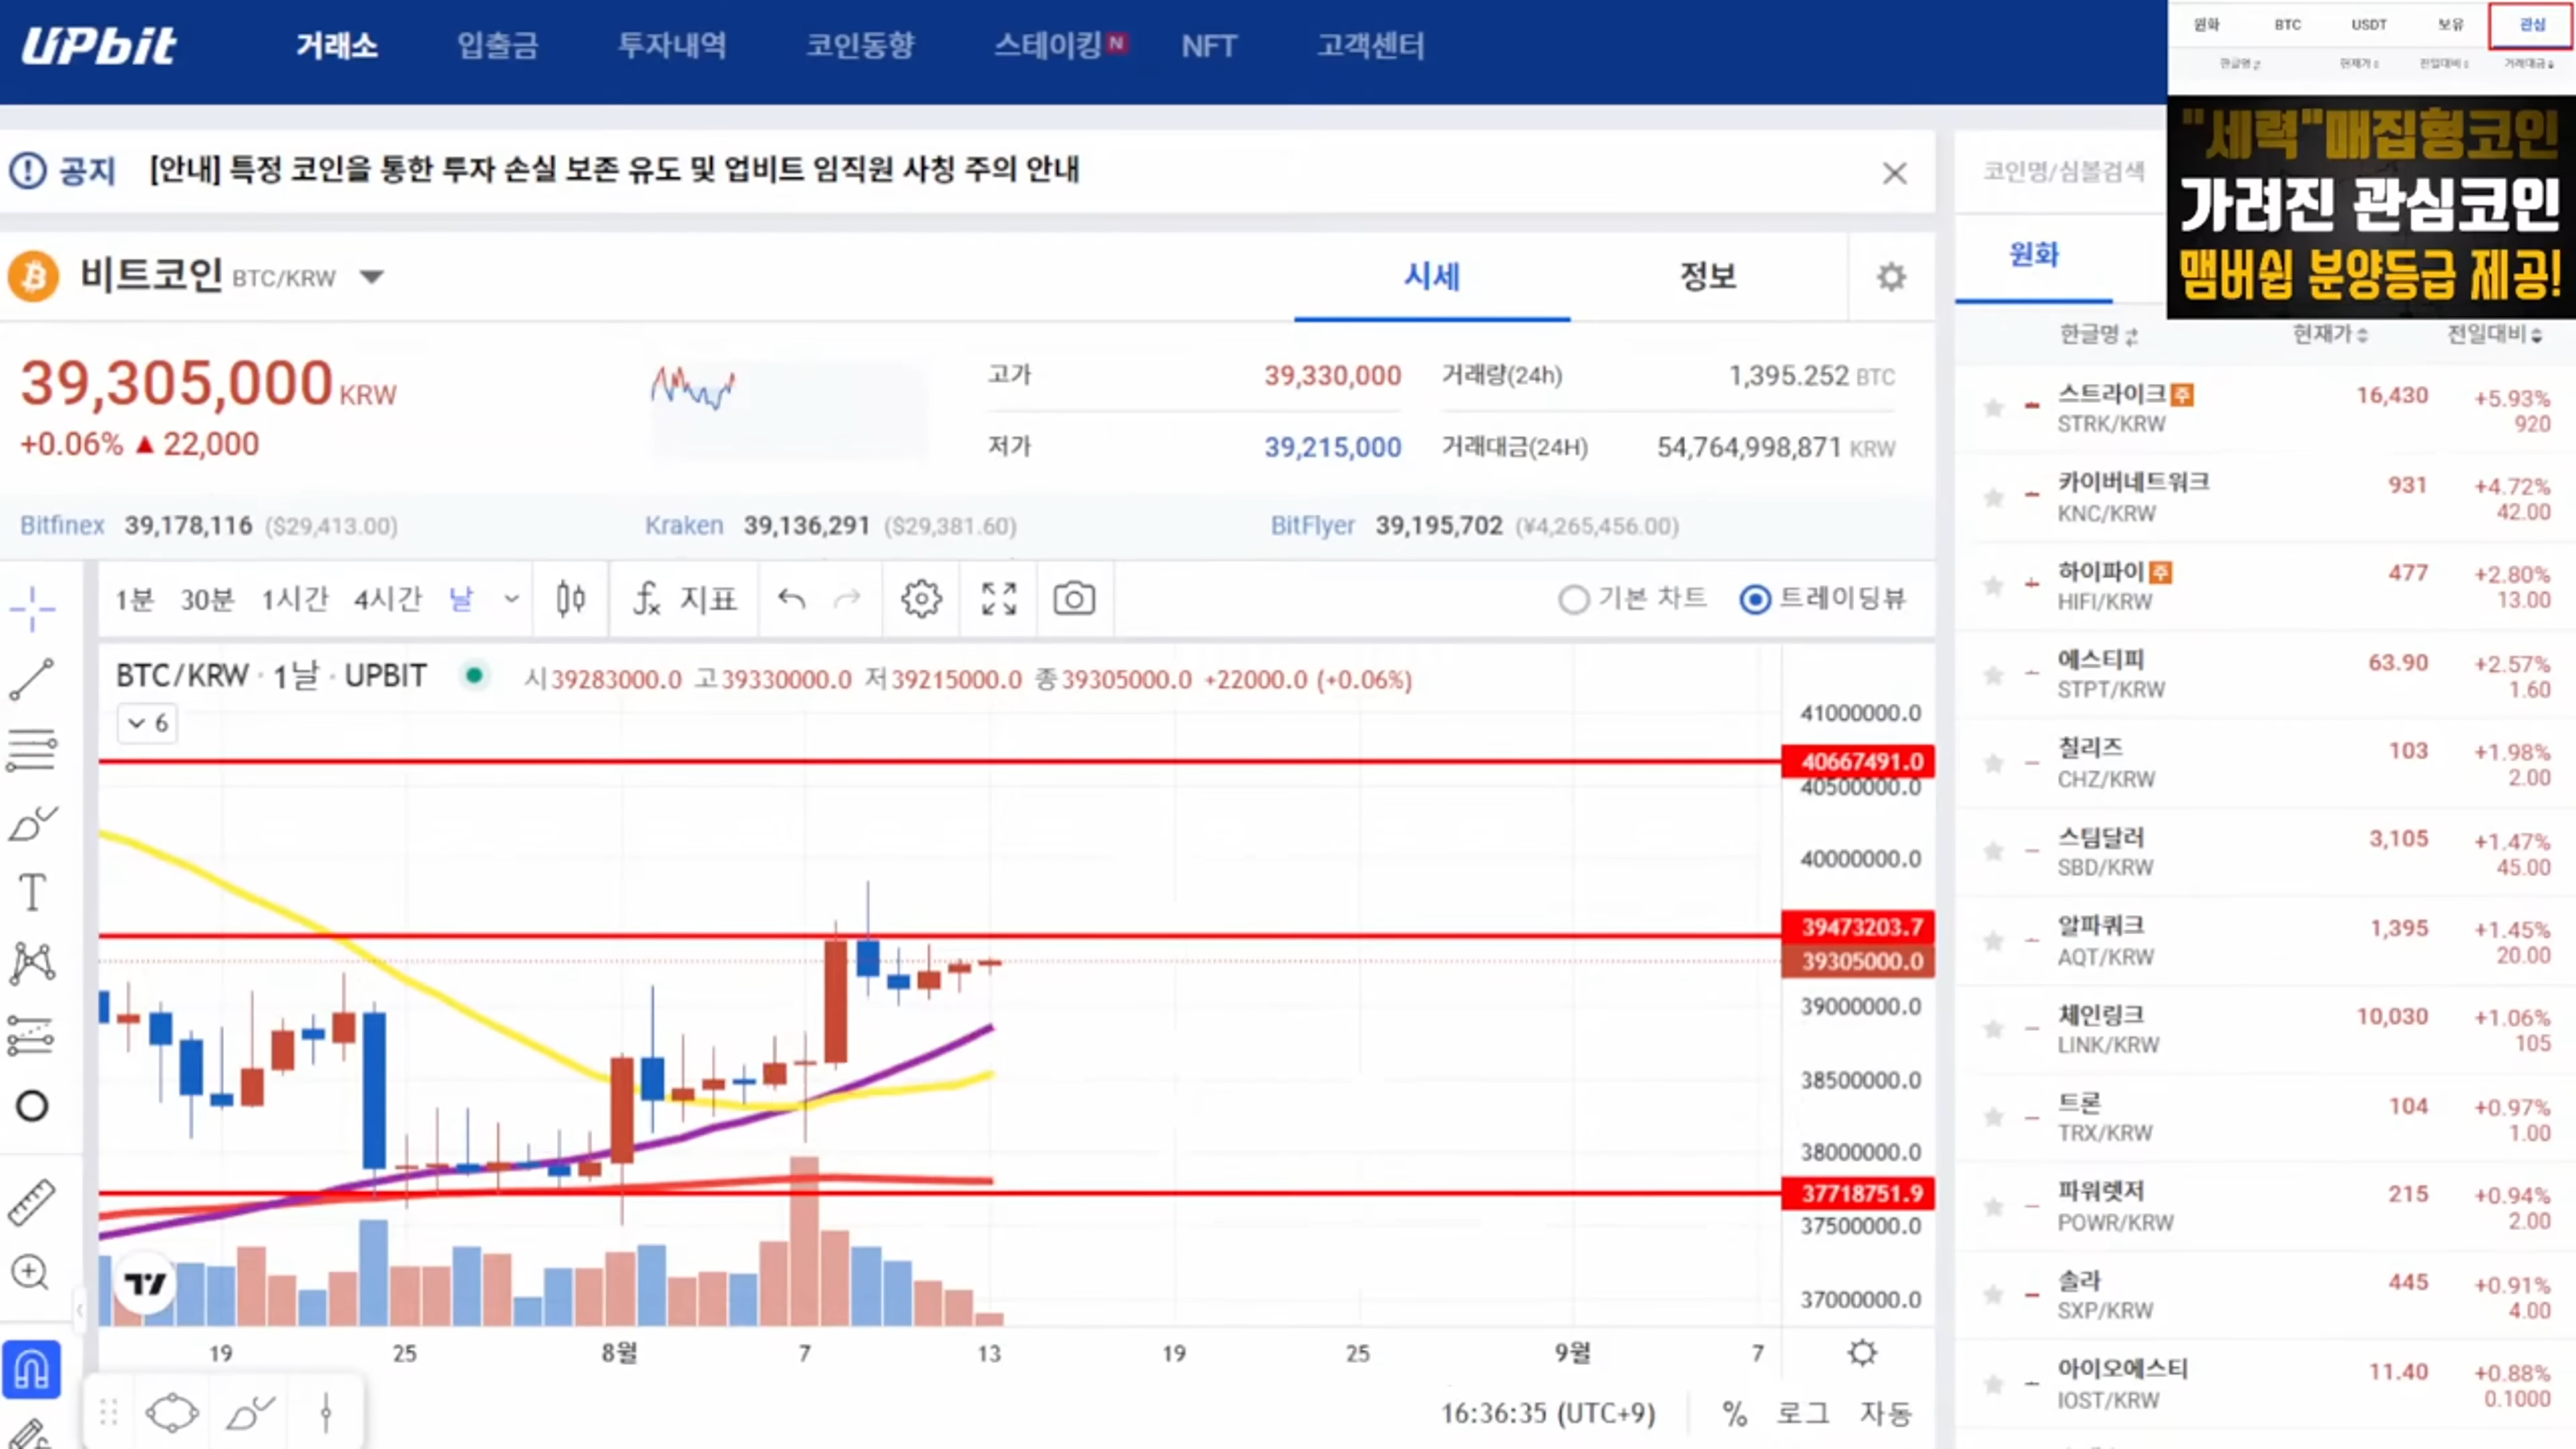 UPbit 거래소 입출금 투자내역 코인동향 스테이킹 N NFT 고객센터
원화 BTC USDT 보유 관심
한글명 현재가 전일대비 거래대금
"세력"매집형코인
가려진 관심코인
맴버쉽 분양등급 제공!
공지 [안내] 특정 코인을 통한 투자 손실 보존 유도 및 업비트 임직원 사칭 주의 안내
코인명/심볼검색
비트코인 BTC/KRW 시세 정보
원화
39,305,000 KRW
+0.06% ▲ 22,000
고가 39,330,000 거래량(24h) 1,395.252 BTC
저가 39,215,000 거래대금(24H) 54,764,998,871 KRW
Bitfinex 39,178,116 ($29,413.00) Kraken 39,136,291 ($29,381.60) BitFlyer 39,195,702 (¥4,265,456.00)
1분 30분 1시간 4시간 날 지표 기본 차트 트레이딩뷰
BTC/KRW · 1날 · UPBIT 시39283000.0 고39330000.0 저39215000.0 종39305000.0 +22000.0 (+0.06%)
6
41000000.0
40667491.0
40500000.0
40000000.0
39473203.7
39305000.0
39000000.0
38500000.0
38000000.0
37718751.9
37500000.0
37000000.0
19 25 8월 7 13 19 25 9월 7
16:36:35 (UTC+9) % 로그 자동
한글명 현재가 전일대비
스트라이크 주 16,430 +5.93%
STRK/KRW 920
카이버네트워크 931 +4.72%
KNC/KRW 42.00
하이파이 주 477 +2.80%
HIFI/KRW 13.00
에스티피 63.90 +2.57%
STPT/KRW 1.60
칠리즈 103 +1.98%
CHZ/KRW 2.00
스팀달러 3,105 +1.47%
SBD/KRW 45.00
알파쿼크 1,395 +1.45%
AQT/KRW 20.00
체인링크 10,030 +1.06%
LINK/KRW 105
트론 104 +0.97%
TRX/KRW 1.00
파워렛저 215 +0.94%
POWR/KRW 2.00
솔라 445 +0.91%
SXP/KRW 4.00
아이오에스티 11.40 +0.88%
IOST/KRW 0.1000